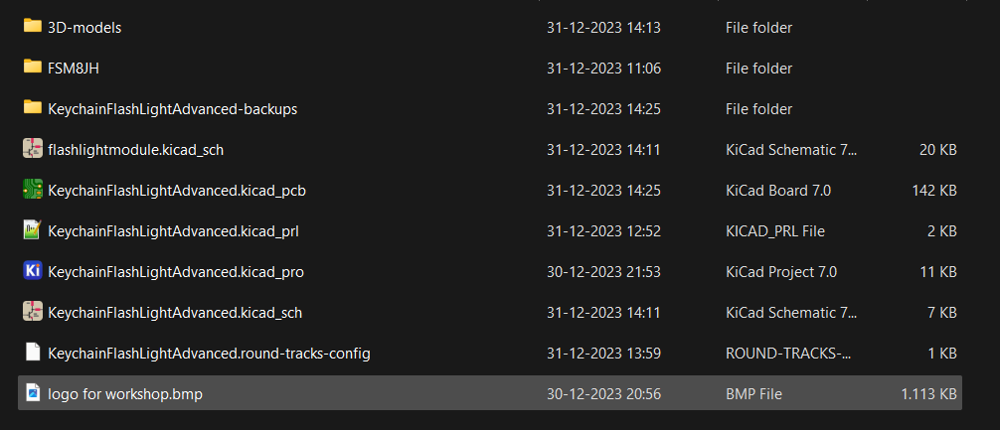 3D-models 31-12-2023 14:13 File folder
FSM8JH 31-12-2023 11:06 File folder
KeychainFlashLightAdvanced-backups 31-12-2023 14:25 File folder
flashlightmodule.kicad_sch 31-12-2023 14:11 KiCad Schematic 7... 20 KB
KeychainFlashLightAdvanced.kicad_pcb 31-12-2023 14:25 KiCad Board 7.0 142 KB
KeychainFlashLightAdvanced.kicad_prl 31-12-2023 12:52 KICAD_PRL File 2 KB
Ki KeychainFlashLightAdvanced.kicad_pro 30-12-2023 21:53 KiCad Project 7.0 11 KB
KeychainFlashLightAdvanced.kicad_sch 31-12-2023 14:11 KiCad Schematic 7... 7 KB
KeychainFlashLightAdvanced.round-tracks-config 31-12-2023 13:59 ROUND-TRACKS-... 1 KB
logo for workshop.bmp 30-12-2023 20:56 BMP File 1.113 KB